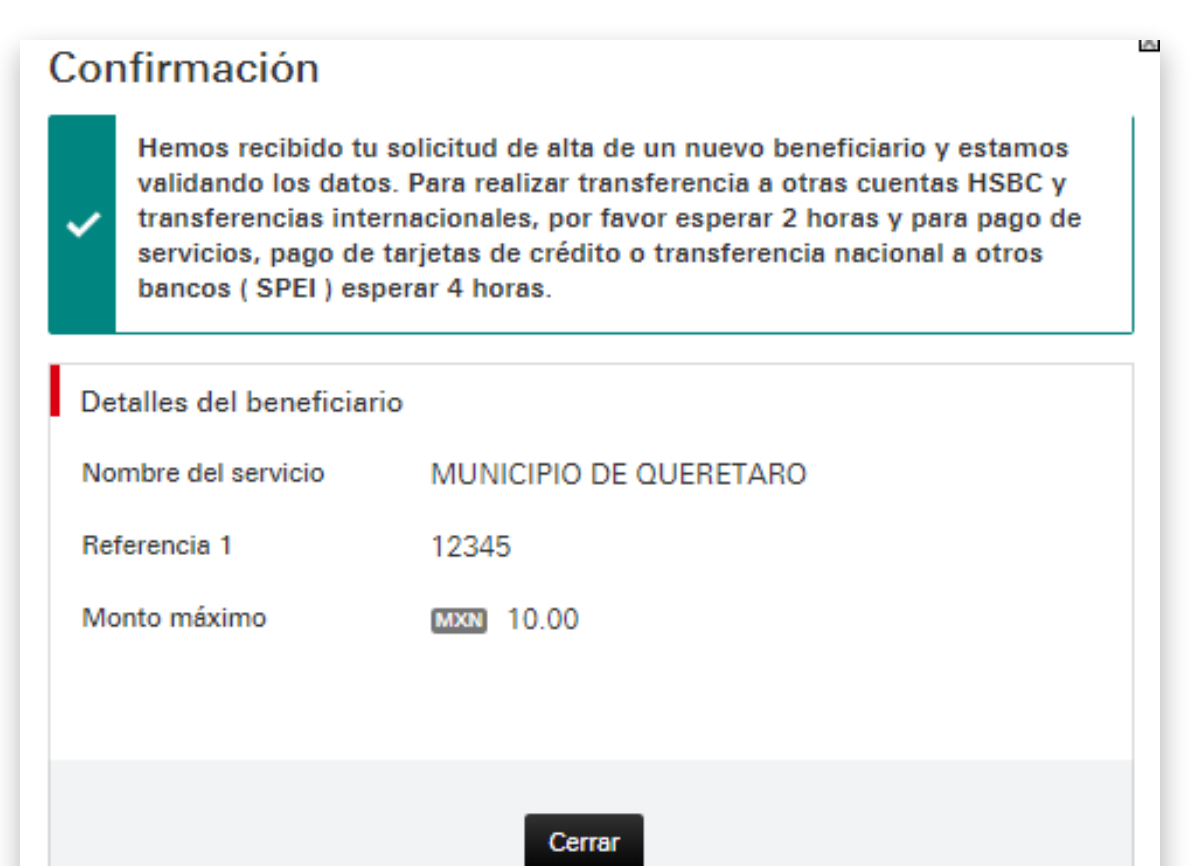 Confirmación
Hemos recibido tu solicitud de alta de un nuevo beneficiario y estamos
validando los datos. Para realizar transferencia a otras cuentas HSBC y
transferencias internacionales, por favor esperar 2 horas y para pago de
servicios, pago de tarjetas de crédito o transferencia nacional a otros
bancos ( SPEI ) esperar 4 horas.
Detalles del beneficiario
Nombre del servicio MUNICIPIO DE QUERETARO
Referencia 1 12345
Monto máximo MXN 10.00
Cerrar